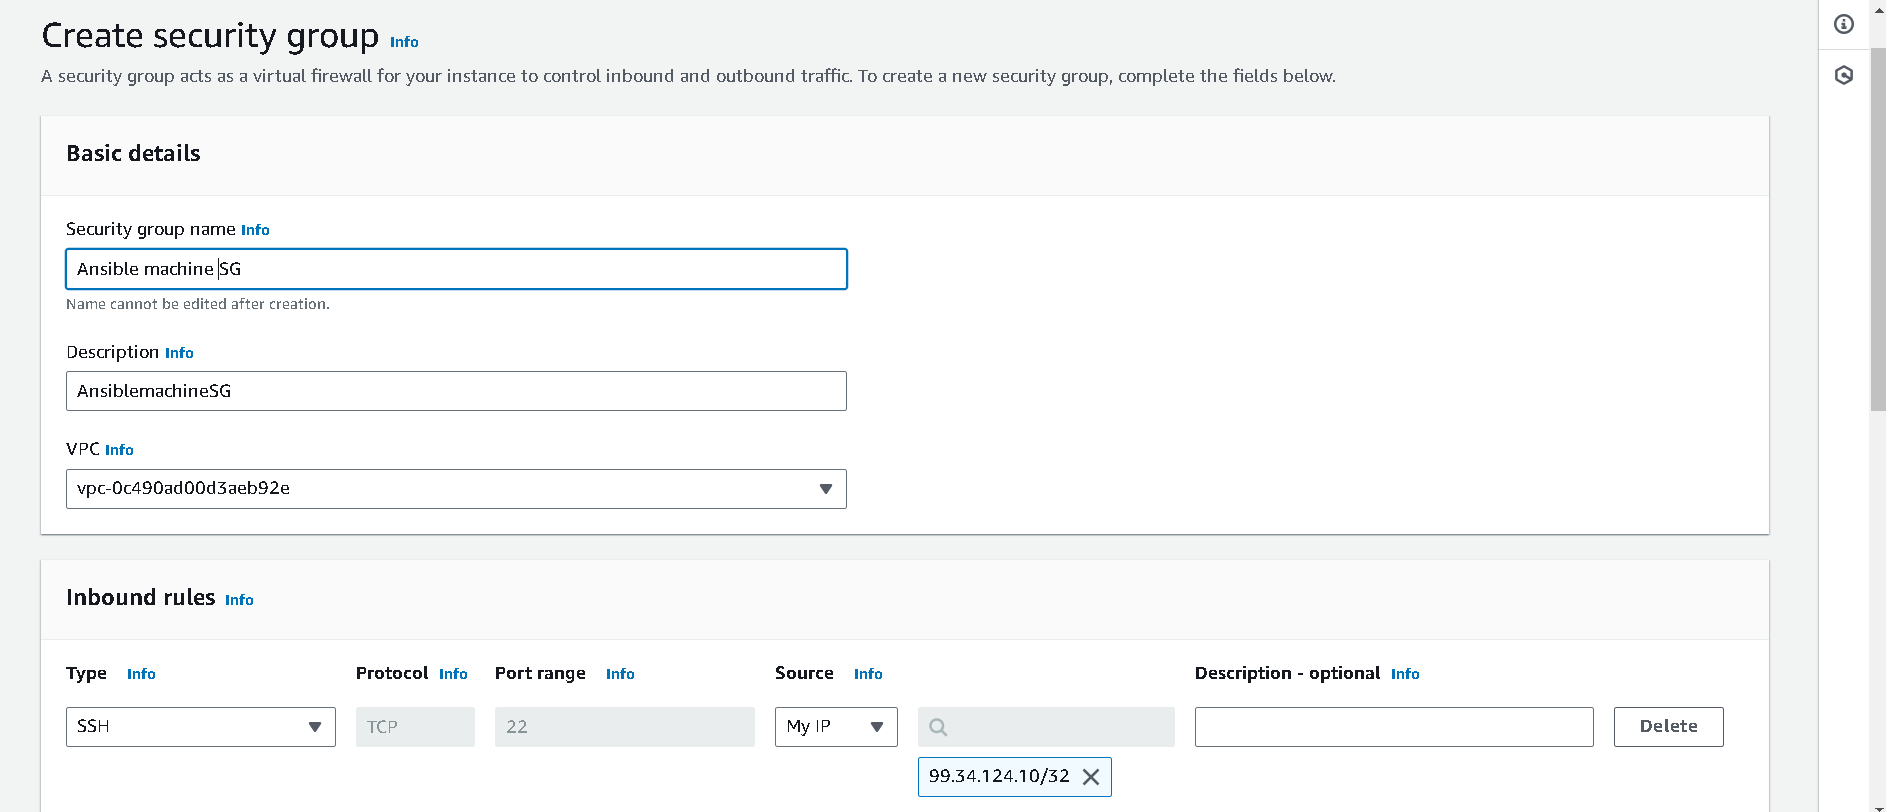 Create security group Info
A security group acts as a virtual firewall for your instance to control inbound and outbound traffic. To create a new security group, complete the fields below.
Basic details
Security group name Info
Ansible machine SG
Name cannot be edited after creation.
Description Info
AnsiblemachineSG
VPC Info
vpc-0c490ad00d3aeb92e
Inbound rules Info
Type Info Protocol Info Port range Info Source Info Description - optional Info
SSH TCP 22 My IP Delete
99.34.124.10/32